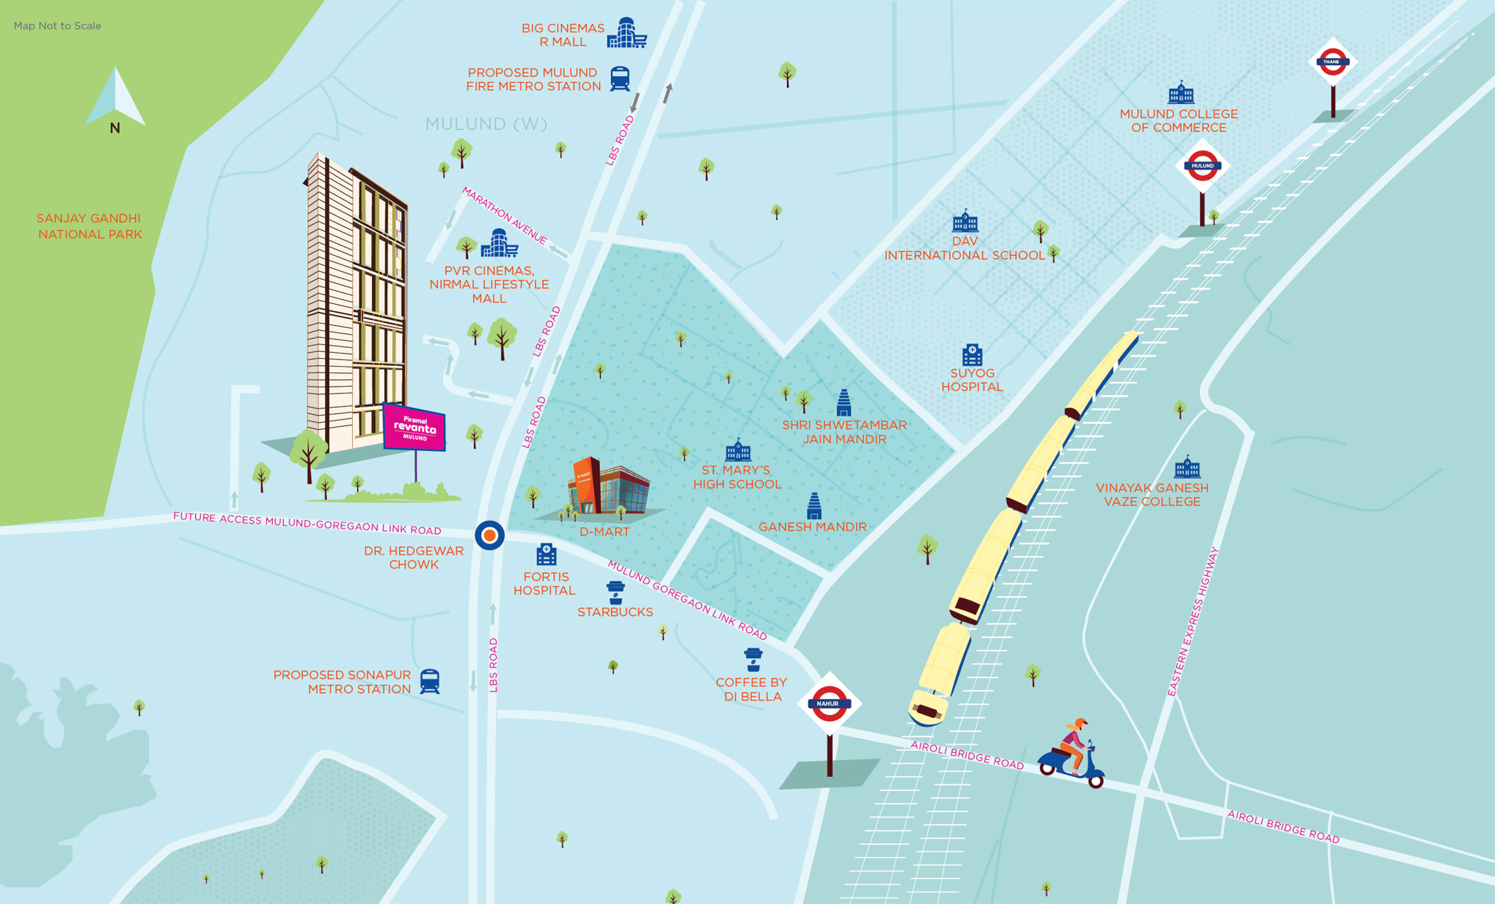 Map Not to Scale
N
SANJAY GANDHI
NATIONAL PARK
BIG CINEMAS
R MALL
PROPOSED MULUND
FIRE METRO STATION
MULUND (W)
LBS ROAD
MARATHON AVENUE
PVR CINEMAS,
NIRMAL LIFESTYLE
MALL
LBS ROAD
LBS ROAD
Piramal
revanta
MULUND
THANE
MULUND COLLEGE
OF COMMERCE
MULUND
DAV
INTERNATIONAL SCHOOL
SUYOG
HOSPITAL
SHRI SHWETAMBAR
JAIN MANDIR
ST. MARY'S
HIGH SCHOOL
GANESH MANDIR
D-MART
VINAYAK GANESH
VAZE COLLEGE
FUTURE ACCESS MULUND-GOREGAON LINK ROAD
DR. HEDGEWAR
CHOWK
FORTIS
HOSPITAL
STARBUCKS
MULUND GOREGAON LINK ROAD
EASTERN EXPRESS HIGHWAY
LBS ROAD
PROPOSED SONAPUR
METRO STATION
COFFEE BY
DI BELLA
NAHUR
AIROLI BRIDGE ROAD
AIROLI BRIDGE ROAD